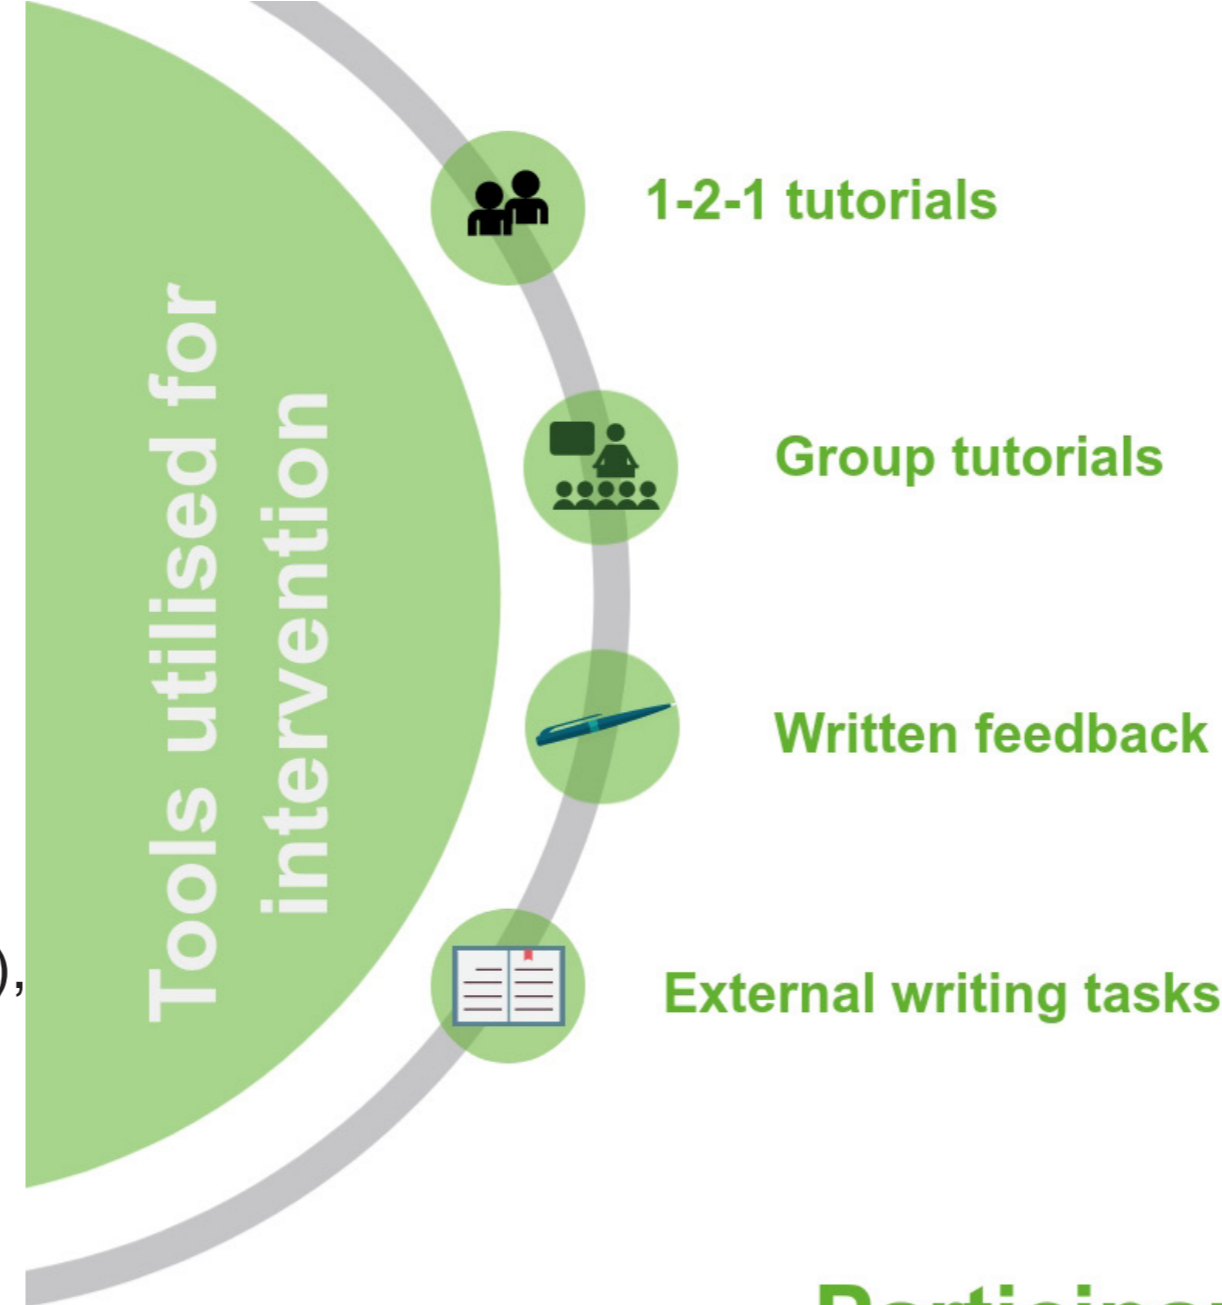 Tools utilised for
intervention
1-2-1 tutorials
Group tutorials
Written feedback
External writing tasks
),